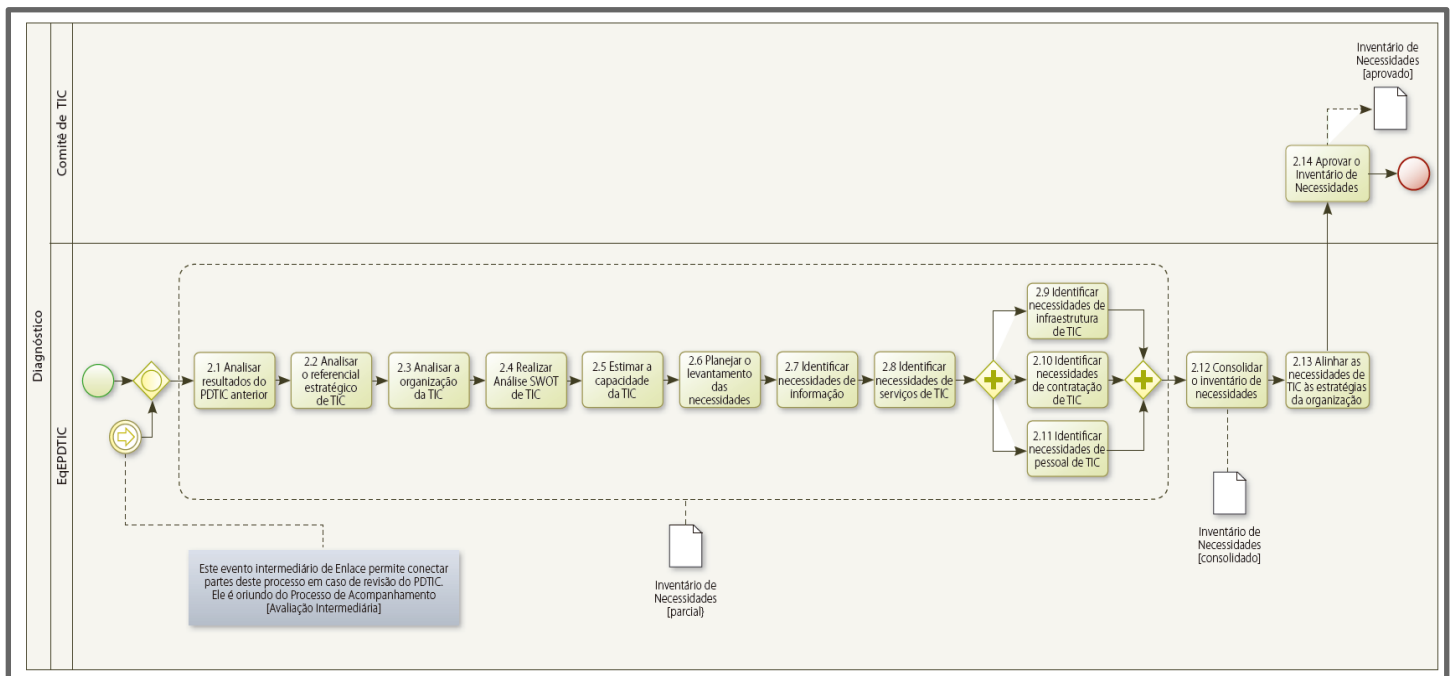 Diagnóstico
Comitê de TIC
EqEPDTIC
Inventário de
Necessidades
[aprovado]
2.14 Aprovar o
Inventário de
Necessidades
2.1 Analisar
resultados do
PDTIC anterior
2.2 Analisar
o referencial
estratégico
de TIC
2.3 Analisar a
organização
da TIC
2.4 Realizar
Análise SWOT
de TIC
2.5 Estimar a
capacidade
da TIC
2.6 Planejar o
levantamento
das
necessidades
2.7 Identificar
necessidades de
informação
2.8 Identificar
necessidades de
serviços de TIC
2.9 Identificar
necessidades de
infraestrutura
de TIC
2.10 Identificar
necessidades
de contratação
de TIC
2.11 Identificar
necessidades de
pessoal de TIC
2.12 Consolidar
o inventário de
necessidades
2.13 Alinhar as
necessidades de
TIC às estratégias
da organização
Este evento intermediário de Enlace permite conectar
partes deste processo em caso de revisão do PDTIC.
Ele é oriundo do Processo de Acompanhamento
[Avaliação Intermediária]
Inventário de
Necessidades
[parcial}
Inventário de
Necessidades
[consolidado]